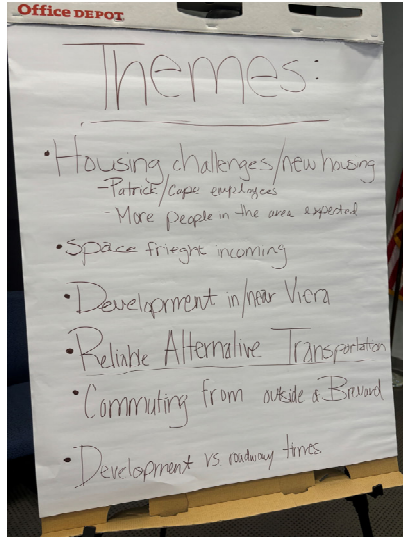 Office DEPOT
Themes:
• Housing challenges/new housing
- Patrick/Cape employees
- More people in the area expected
• Space frieght incoming
• Development in/near Viera
• Reliable Alternative Transportation
• Commuting from outside of Brevard
• Development vs roadway times